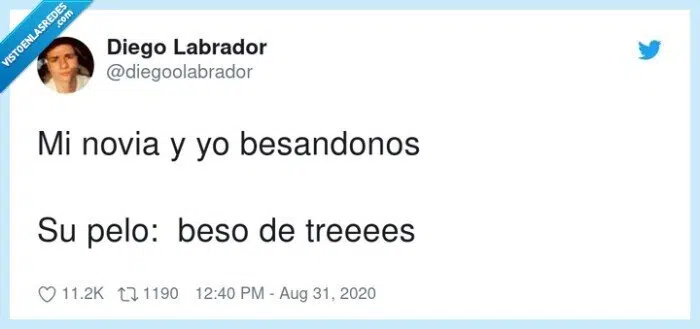 VISTOENLASREDES
.com
Diego Labrador
@diegoolabrador
Mi novia y yo besandonos
Su pelo:  beso de treeees
11.2K 1190 12:40 PM - Aug 31, 2020